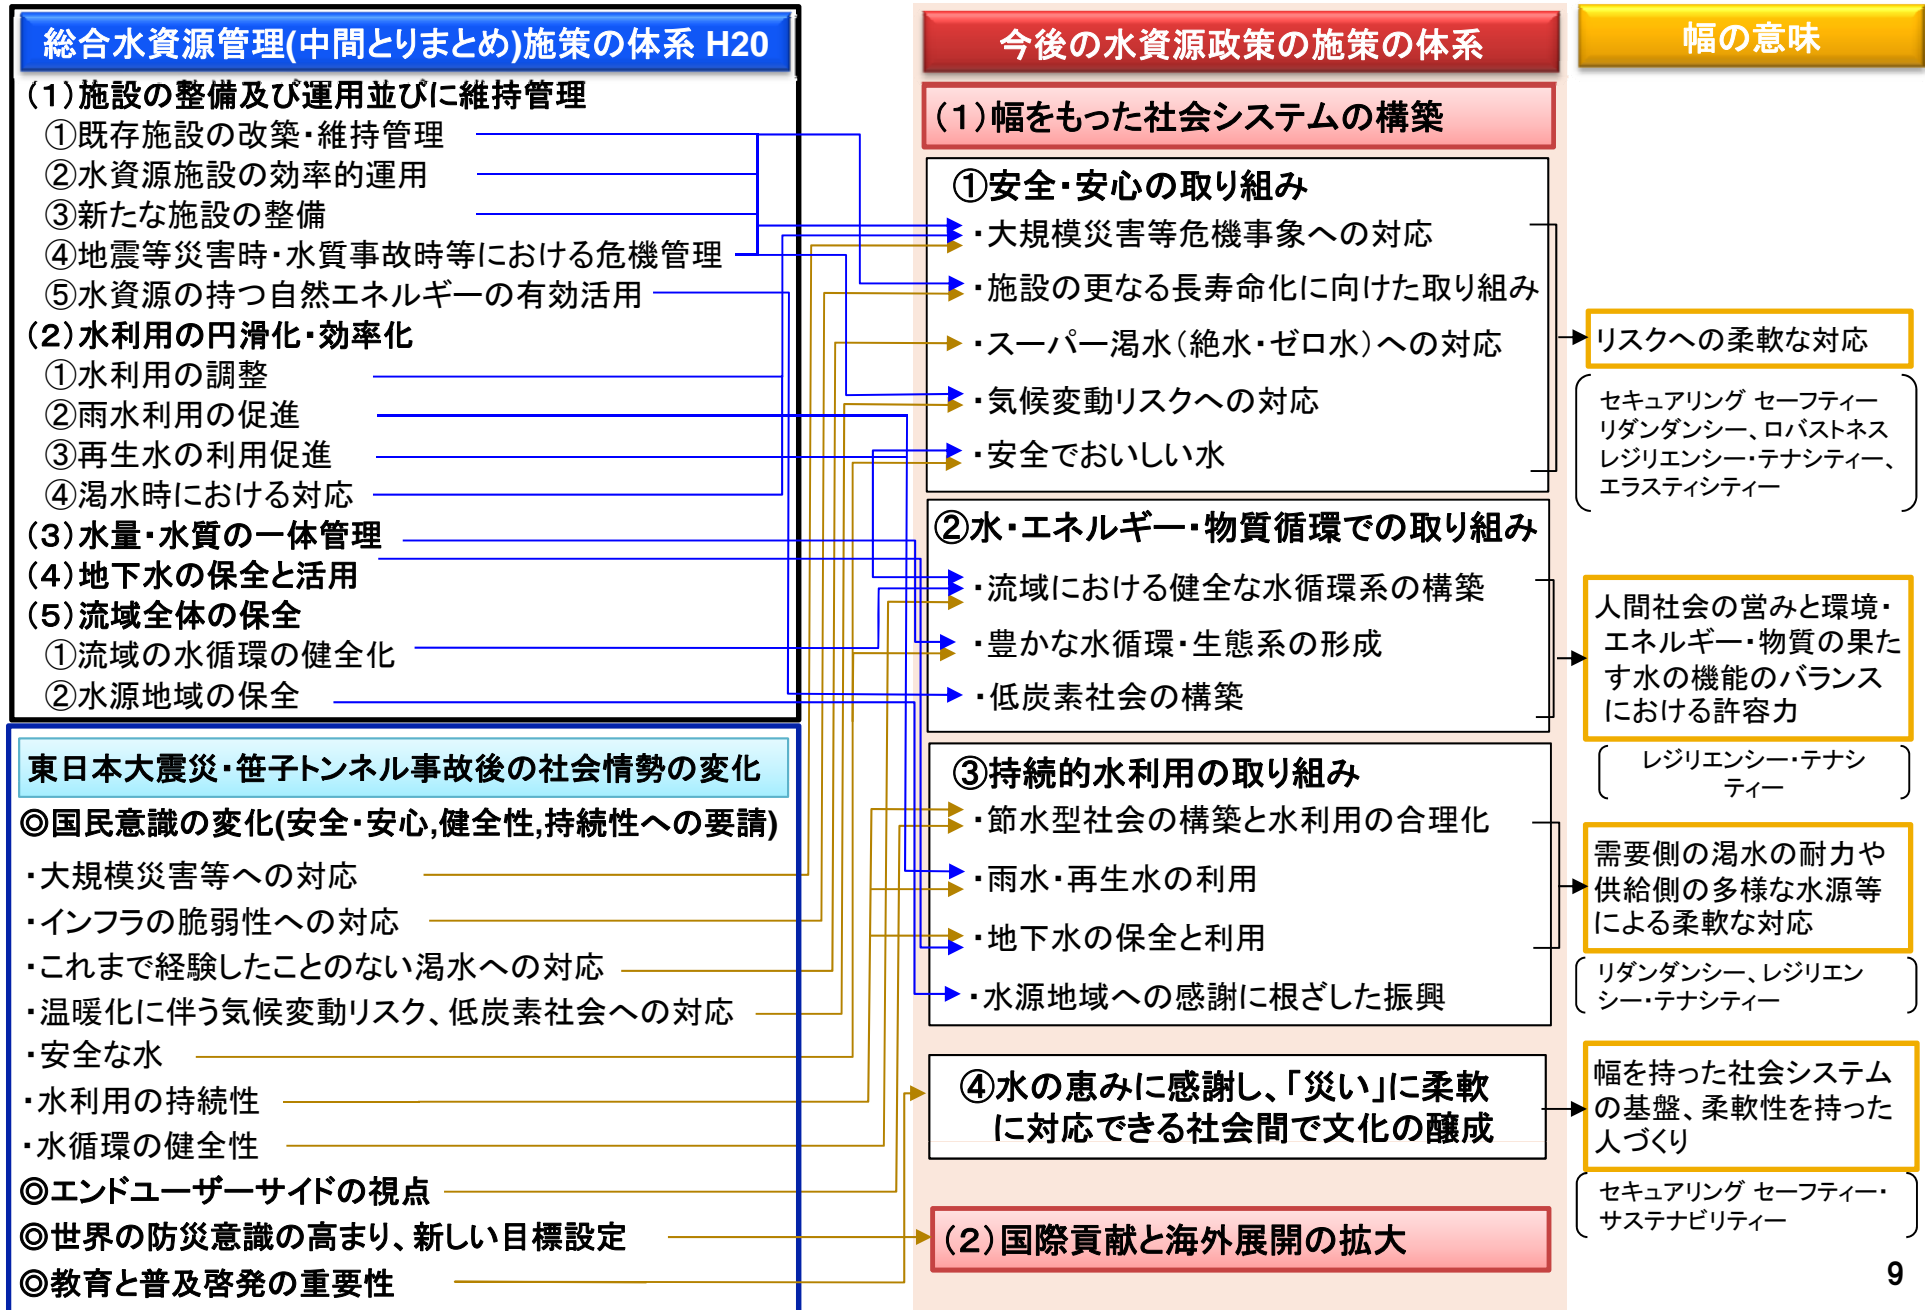 総合水資源管理(中間とりまとめ)施策の体系 H20
(1)施設の整備及び運用並びに維持管理
①既存施設の改築・維持管理
②水資源施設の効率的運用
③新たな施設の整備
④地震等災害時・水質事故時等における危機管理
⑤水資源の持つ自然エネルギーの有効活用
(2)水利用の円滑化・効率化
①水利用の調整
②雨水利用の促進
③再生水の利用促進
④渇水時における対応
(3)水量・水質の一体管理
(4)地下水の保全と活用
(5)流域全体の保全
①流域の水循環の健全化
②水源地域の保全
東日本大震災・笹子トンネル事故後の社会情勢の変化
◎国民意識の変化(安全・安心,健全性,持続性への要請)
・大規模災害等への対応
・インフラの脆弱性への対応
・これまで経験したことのない渇水への対応
・温暖化に伴う気候変動リスク、低炭素社会への対応
・安全な水
・水利用の持続性
・水循環の健全性
◎エンドユーザーサイドの視点
◎世界の防災意識の高まり、新しい目標設定
◎教育と普及啓発の重要性
今後の水資源政策の施策の体系
(1)幅をもった社会システムの構築
①安全・安心の取り組み
・大規模災害等危機事象への対応
・施設の更なる長寿命化に向けた取り組み
・スーパー渇水(絶水・ゼロ水)への対応
・気候変動リスクへの対応
・安全でおいしい水
②水・エネルギー・物質循環での取り組み
・流域における健全な水循環系の構築
・豊かな水循環・生態系の形成
・低炭素社会の構築
③持続的水利用の取り組み
・節水型社会の構築と水利用の合理化
・雨水・再生水の利用
・地下水の保全と利用
・水源地域への感謝に根ざした振興
④水の恵みに感謝し、「災い」に柔軟
に対応できる社会間で文化の醸成
(2)国際貢献と海外展開の拡大
幅の意味
リスクへの柔軟な対応
セキュアリング セーフティー
リダンダンシー、ロバストネス
レジリエンシー・テナシティー、
エラスティシティー
人間社会の営みと環境・
エネルギー・物質の果た
す水の機能のバランス
における許容力
レジリエンシー・テナシ
ティー
需要側の渇水の耐力や
供給側の多様な水源等
による柔軟な対応
リダンダンシー、レジリエン
シー・テナシティー
幅を持った社会システム
の基盤、柔軟性を持った
人づくり
セキュアリング セーフティー・
サステナビリティー
9